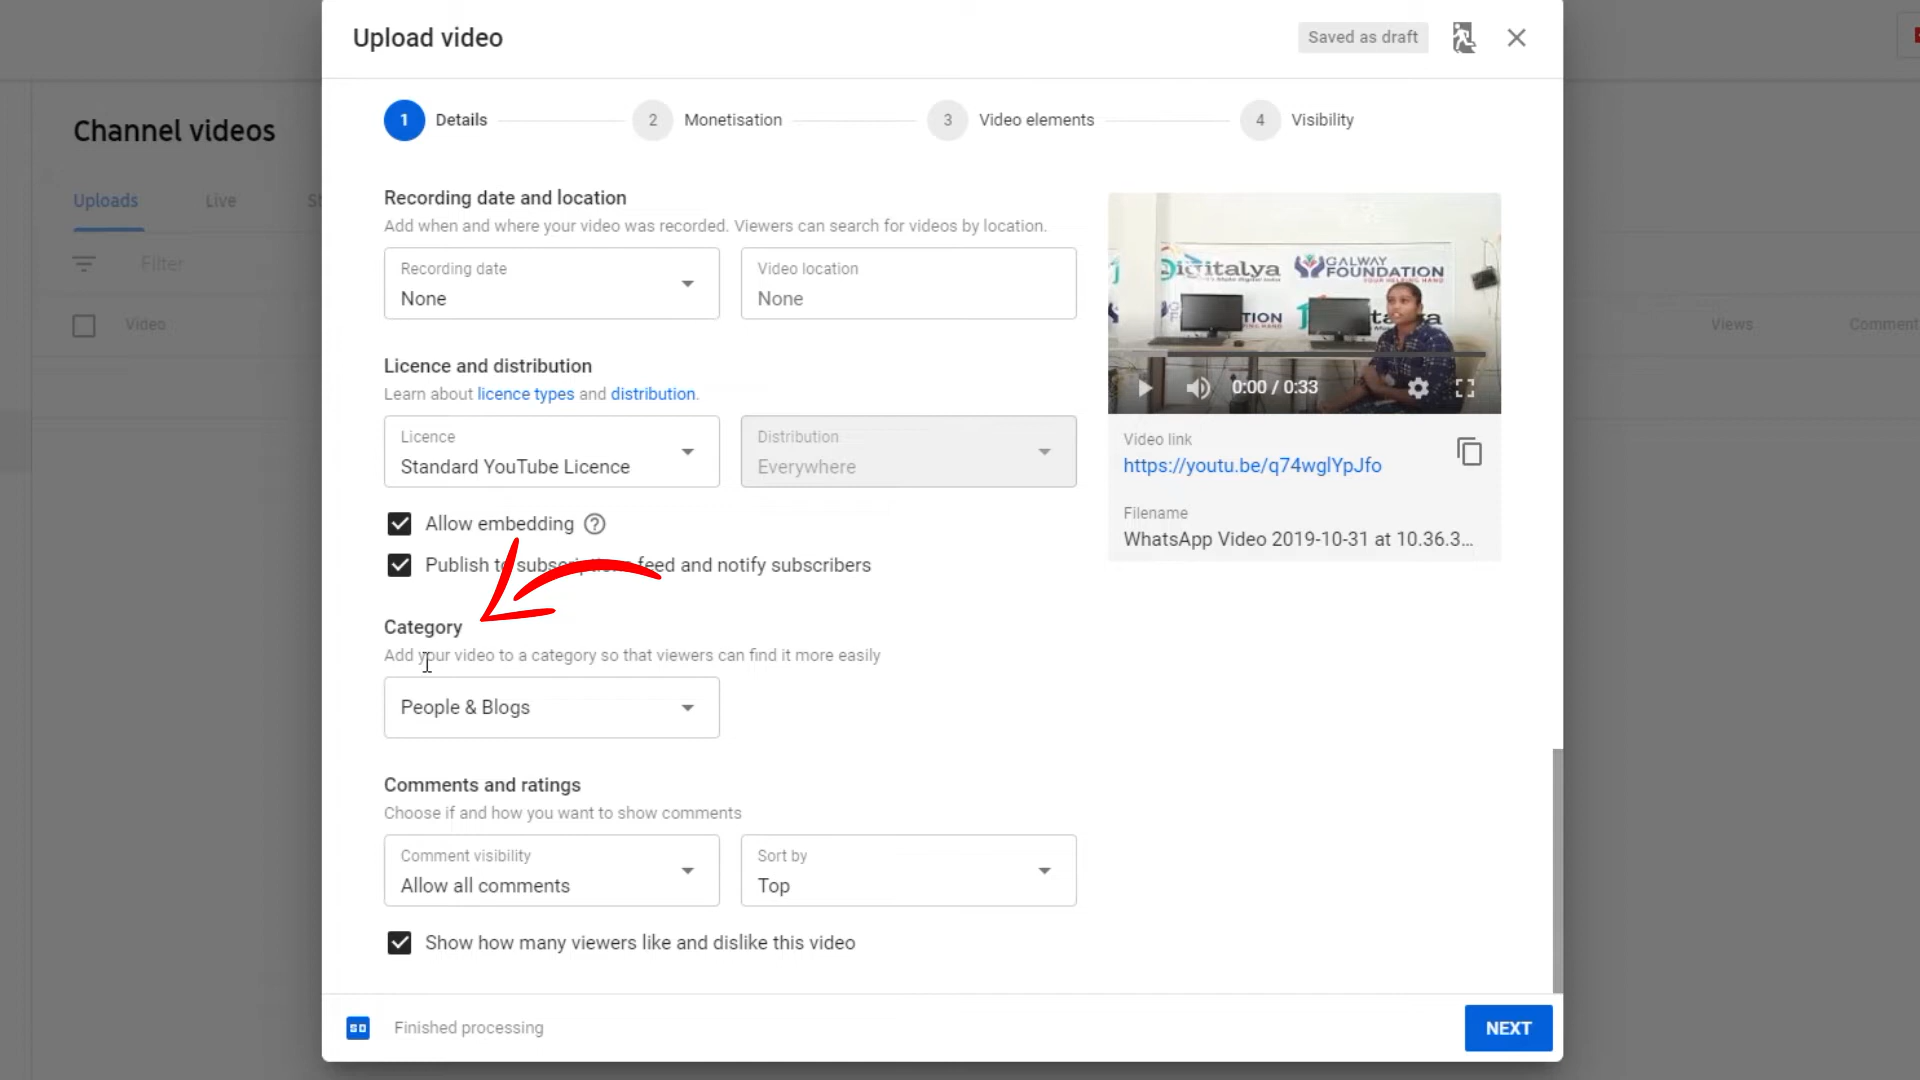 Upload video
Saved as draft
Channel videos
1 Details
2 Monetisation
3 Video elements
4 Visibility
Uploads
Live
Filter
Video
Views
Comment
Recording date and location
Add when and where your video was recorded. Viewers can search for videos by location.
Recording date
None
Video location
None
Licence and distribution
Learn about licence types and distribution.
Licence
Standard YouTube Licence
Distribution
Everywhere
Allow embedding
Publish to subscriptions feed and notify subscribers
Category
Add your video to a category so that viewers can find it more easily
People & Blogs
Comments and ratings
Choose if and how you want to show comments
Comment visibility
Allow all comments
Sort by
Top
Show how many viewers like and dislike this video
Digitalya
GALWAY
FOUNDATION
YOUR HELPING HAND
0:00 / 0:33
Video link
https://youtu.be/q74wglYpJfo
Filename
WhatsApp Video 2019-10-31 at 10.36.3...
SD
Finished processing
NEXT